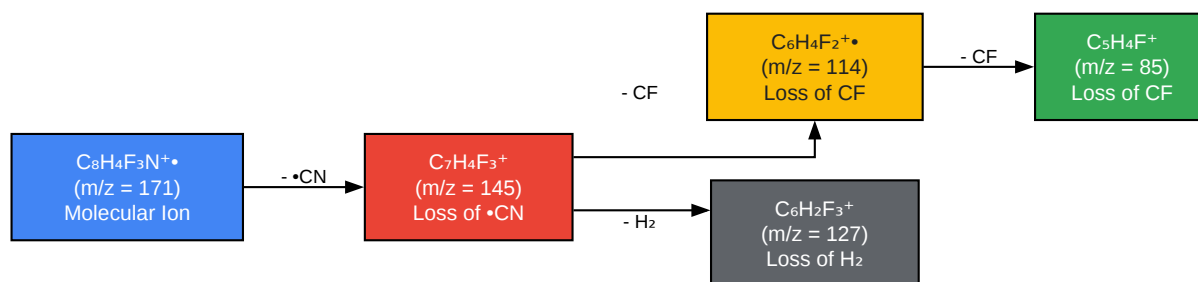 C₈H₄F₃N⁺•
(m/z = 171)
Molecular Ion
- •CN
C₇H₄F₃⁺
(m/z = 145)
Loss of •CN
- CF
C₆H₄F₂⁺•
(m/z = 114)
Loss of CF
- CF
C₅H₄F⁺
(m/z = 85)
Loss of CF
- H₂
C₆H₂F₃⁺
(m/z = 127)
Loss of H₂